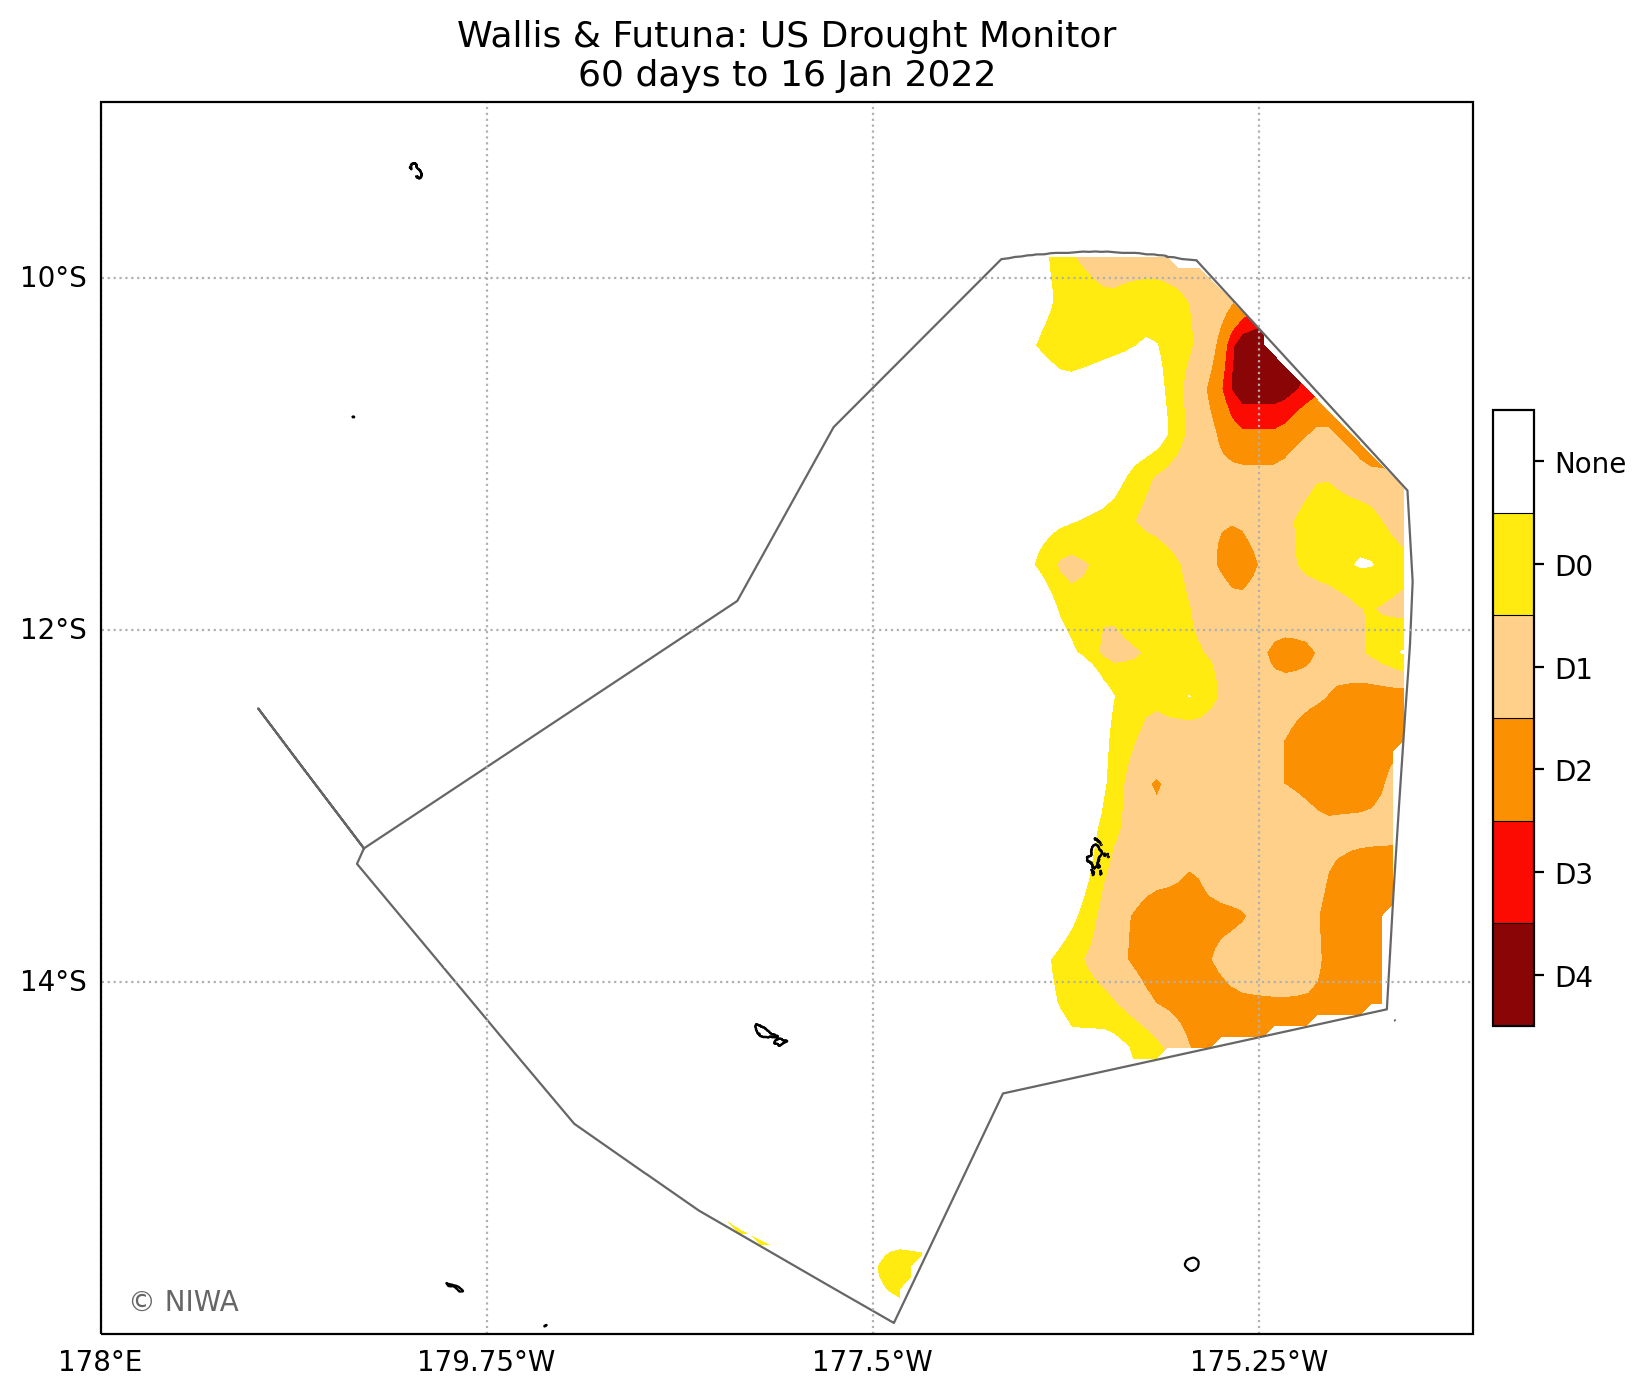 Wallis & Futuna: US Drought Monitor
60 days to 16 Jan 2022
10°S
12°S
14°S
178°E
179.75°W
177.5°W
175.25°W
None
D0
D1
D2
D3
D4
© NIWA